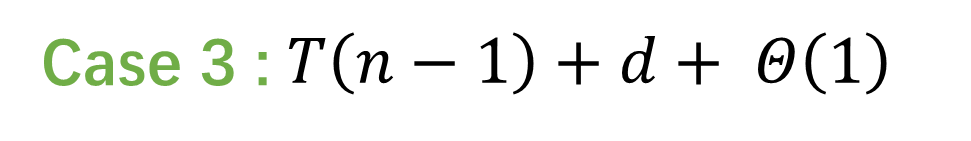 Case 3 : T(n − 1) + d + Θ(1)